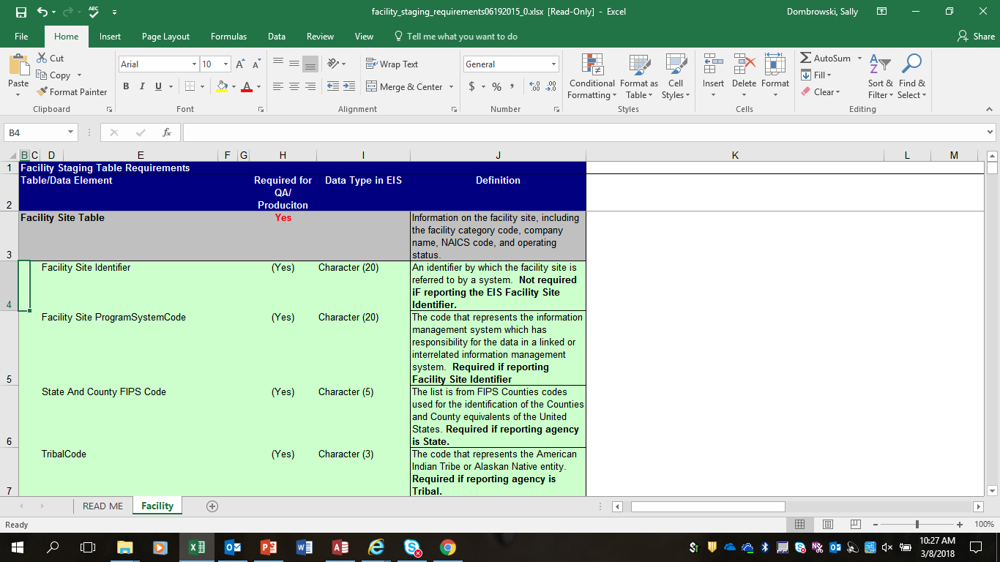 ABC
facility_staging_requirements06192015_0.xlsx [Read-Only] - Excel
Dombrowski, Sally
File Home Insert Page Layout Formulas Data Review View Tell me what you want to do Share
Paste
Cut
Copy
Format Painter
Arial 10
B I U
Wrap Text
Merge & Center
General
$ % ,
Conditional Formatting
Format as Table
Cell Styles
Insert Delete Format
AutoSum
Fill
Clear
Sort & Filter
Find & Select
Clipboard Font Alignment Number Styles Cells Editing
B4 fx
B C D E F G H I J K L M
1 Facility Staging Table Requirements
2 Table/Data Element Required for QA/ Produciton Data Type in EIS Definition
3 Facility Site Table Yes Information on the facility site, including
the facility category code, company
name, NAICS code, and operating
status.
4 Facility Site Identifier (Yes) Character (20) An identifier by which the facility site is
referred to by a system. Not required
iF reporting the EIS Facility Site
Identifier.
5 Facility Site ProgramSystemCode (Yes) Character (20) The code that represents the information
management system which has
responsibility for the data in a linked or
interrelated information management
system. Required if reporting
Facility Site Identifier
6 State And County FIPS Code (Yes) Character (5) The list is from FIPS Counties codes
used for the identification of the Counties
and County equivalents of the United
States. Required if reporting agency
is State.
7 TribalCode (Yes) Character (3) The code that represents the American
Indian Tribe or Alaskan Native entity.
Required if reporting agency is
Tribal.
READ ME Facility
Ready 100%
10:27 AM
3/8/2018